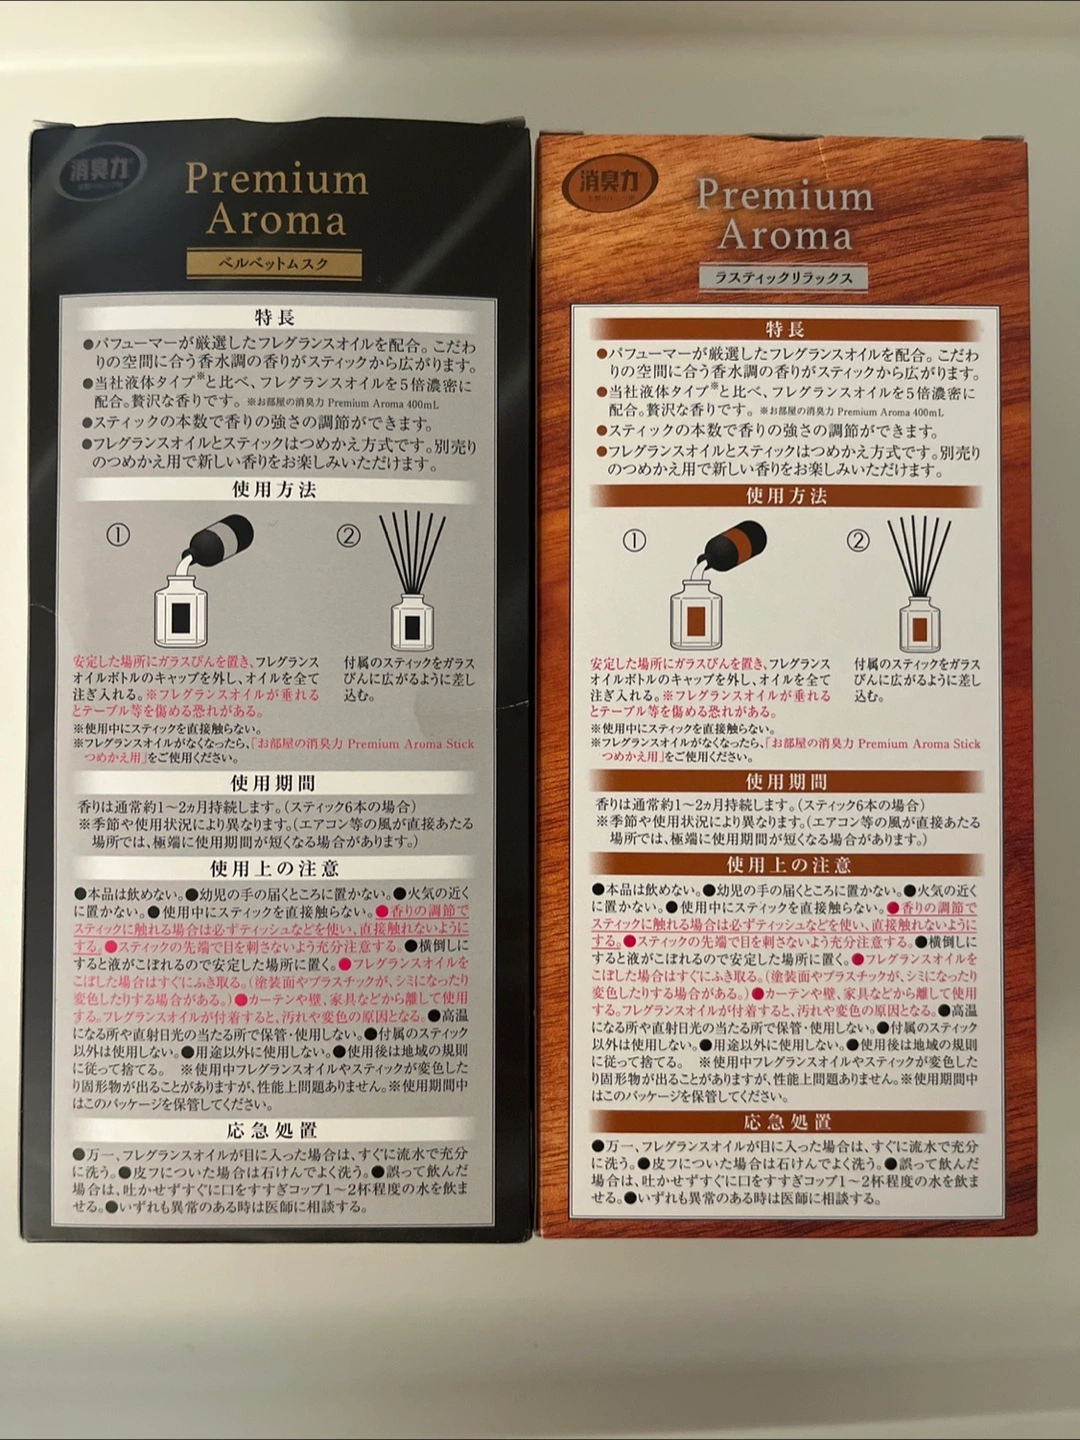 消臭力
Premium
Aroma
ベルベットムスク
特長
●パフューマーが厳選したフレグランスオイルを配合。こだわ
りの空間に合う香水調の香りがスティックから広がります。
●当社液体タイプ※と比べ、フレグランスオイルを5倍濃密に
配合。贅沢な香りです。 ※お部屋の消臭力 Premium Aroma 400mL
●スティックの本数で香りの強さの調節ができます。
●フレグランスオイルとスティックはつめかえ方式です。別売り
のつめかえ用で新しい香りをお楽しみいただけます。
使用方法
① ②
安定した場所にガラスびんを置き、フレグランス
オイルボトルのキャップを外し、オイルを全て
注ぎ入れる。※フレグランスオイルが垂れる
とテーブル等を傷める恐れがある。
付属のスティックをガラス
びんに広がるように差し
込む。
※使用中にスティックを直接触らない。
※フレグランスオイルがなくなったら、「お部屋の消臭力 Premium Aroma Stick
つめかえ用」をご使用ください。
使用期間
香りは通常約1〜2ヵ月持続します。(スティック6本の場合)
※季節や使用状況により異なります。(エアコン等の風が直接あたる
場所では、極端に使用期間が短くなる場合があります。)
使用上の注意
●本品は飲めない。●幼児の手の届くところに置かない。●火気の近く
に置かない。●使用中にスティックを直接触らない。●香りの調節で
スティックに触れる場合は必ずティッシュなどを使い、直接触れないように
する。●スティックの先端で目を刺さないよう充分注意する。●横倒しに
すると液がこぼれるので安定した場所に置く。●フレグランスオイルを
こぼした場合はすぐにふき取る。(塗装面やプラスチックが、シミになったり
変色したりする場合がある。)●カーテンや壁、家具などから離して使用
する。フレグランスオイルが付着すると、汚れや変色の原因となる。●高温
になる所や直射日光の当たる所で保管・使用しない。●付属のスティック
以外は使用しない。●用途以外に使用しない。●使用後は地域の規則
に従って捨てる。 ※使用中フレグランスオイルやスティックが変色した
り固形物が出ることがありますが、性能上問題ありません。※使用期間中
はこのパッケージを保管してください。
応急処置
●万一、フレグランスオイルが目に入った場合は、すぐに流水で充分
に洗う。●皮フについた場合は石けんでよく洗う。●誤って飲んだ
場合は、吐かせずすぐに口をすすぎコップ1〜2杯程度の水を飲ま
せる。●いずれも異常のある時は医師に相談する。
消臭力
Premium
Aroma
ラスティックリラックス
特長
●パフューマーが厳選したフレグランスオイルを配合。こだわ
りの空間に合う香水調の香りがスティックから広がります。
●当社液体タイプ※と比べ、フレグランスオイルを5倍濃密に
配合。贅沢な香りです。 ※お部屋の消臭力 Premium Aroma 400mL
●スティックの本数で香りの強さの調節ができます。
●フレグランスオイルとスティックはつめかえ方式です。別売り
のつめかえ用で新しい香りをお楽しみいただけます。
使用方法
① ②
安定した場所にガラスびんを置き、フレグランス
オイルボトルのキャップを外し、オイルを全て
注ぎ入れる。※フレグランスオイルが垂れる
とテーブル等を傷める恐れがある。
付属のスティックをガラス
びんに広がるように差し
込む。
※使用中にスティックを直接触らない。
※フレグランスオイルがなくなったら、「お部屋の消臭力 Premium Aroma Stick
つめかえ用」をご使用ください。
使用期間
香りは通常約1〜2ヵ月持続します。(スティック6本の場合)
※季節や使用状況により異なります。(エアコン等の風が直接あたる
場所では、極端に使用期間が短くなる場合があります。)
使用上の注意
●本品は飲めない。●幼児の手の届くところに置かない。●火気の近く
に置かない。●使用中にスティックを直接触らない。●香りの調節で
スティックに触れる場合は必ずティッシュなどを使い、直接触れないように
する。●スティックの先端で目を刺さないよう充分注意する。●横倒しに
すると液がこぼれるので安定した場所に置く。●フレグランスオイルを
こぼした場合はすぐにふき取る。(塗装面やプラスチックが、シミになったり
変色したりする場合がある。)●カーテンや壁、家具などから離して使用
する。フレグランスオイルが付着すると、汚れや変色の原因となる。●高温
になる所や直射日光の当たる所で保管・使用しない。●付属のスティック
以外は使用しない。●用途以外に使用しない。●使用後は地域の規則
に従って捨てる。 ※使用中フレグランスオイルやスティックが変色した
り固形物が出ることがありますが、性能上問題ありません。※使用期間中
はこのパッケージを保管してください。
応急処置
●万一、フレグランスオイルが目に入った場合は、すぐに流水で充分
に洗う。●皮フについた場合は石けんでよく洗う。●誤って飲んだ
場合は、吐かせずすぐに口をすすぎコップ1〜2杯程度の水を飲ま
せる。●いずれも異常のある時は医師に相談する。